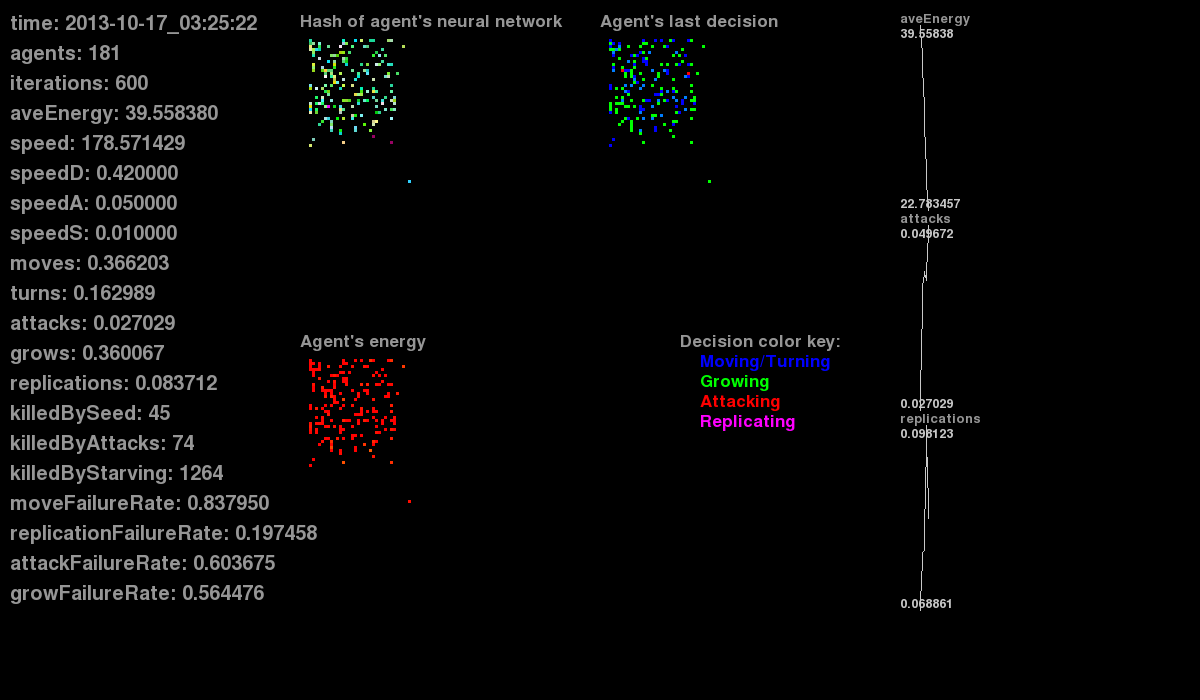 time: 2013-10-17_03:25:22
agents: 181
iterations: 600
aveEnergy: 39.558380
speed: 178.571429
speedD: 0.420000
speedA: 0.050000
speedS: 0.010000
moves: 0.366203
turns: 0.162989
attacks: 0.027029
grows: 0.360067
replications: 0.083712
killedBySeed: 45
killedByAttacks: 74
killedByStarving: 1264
moveFailureRate: 0.837950
replicationFailureRate: 0.197458
attackFailureRate: 0.603675
growFailureRate: 0.564476
Hash of agent's neural network
Agent's last decision
Agent's energy
Decision color key:
Moving/Turning
Growing
Attacking
Replicating
aveEnergy
39.55838
22.783457
attacks
0.049672
0.027029
replications
0.096123
0.068861